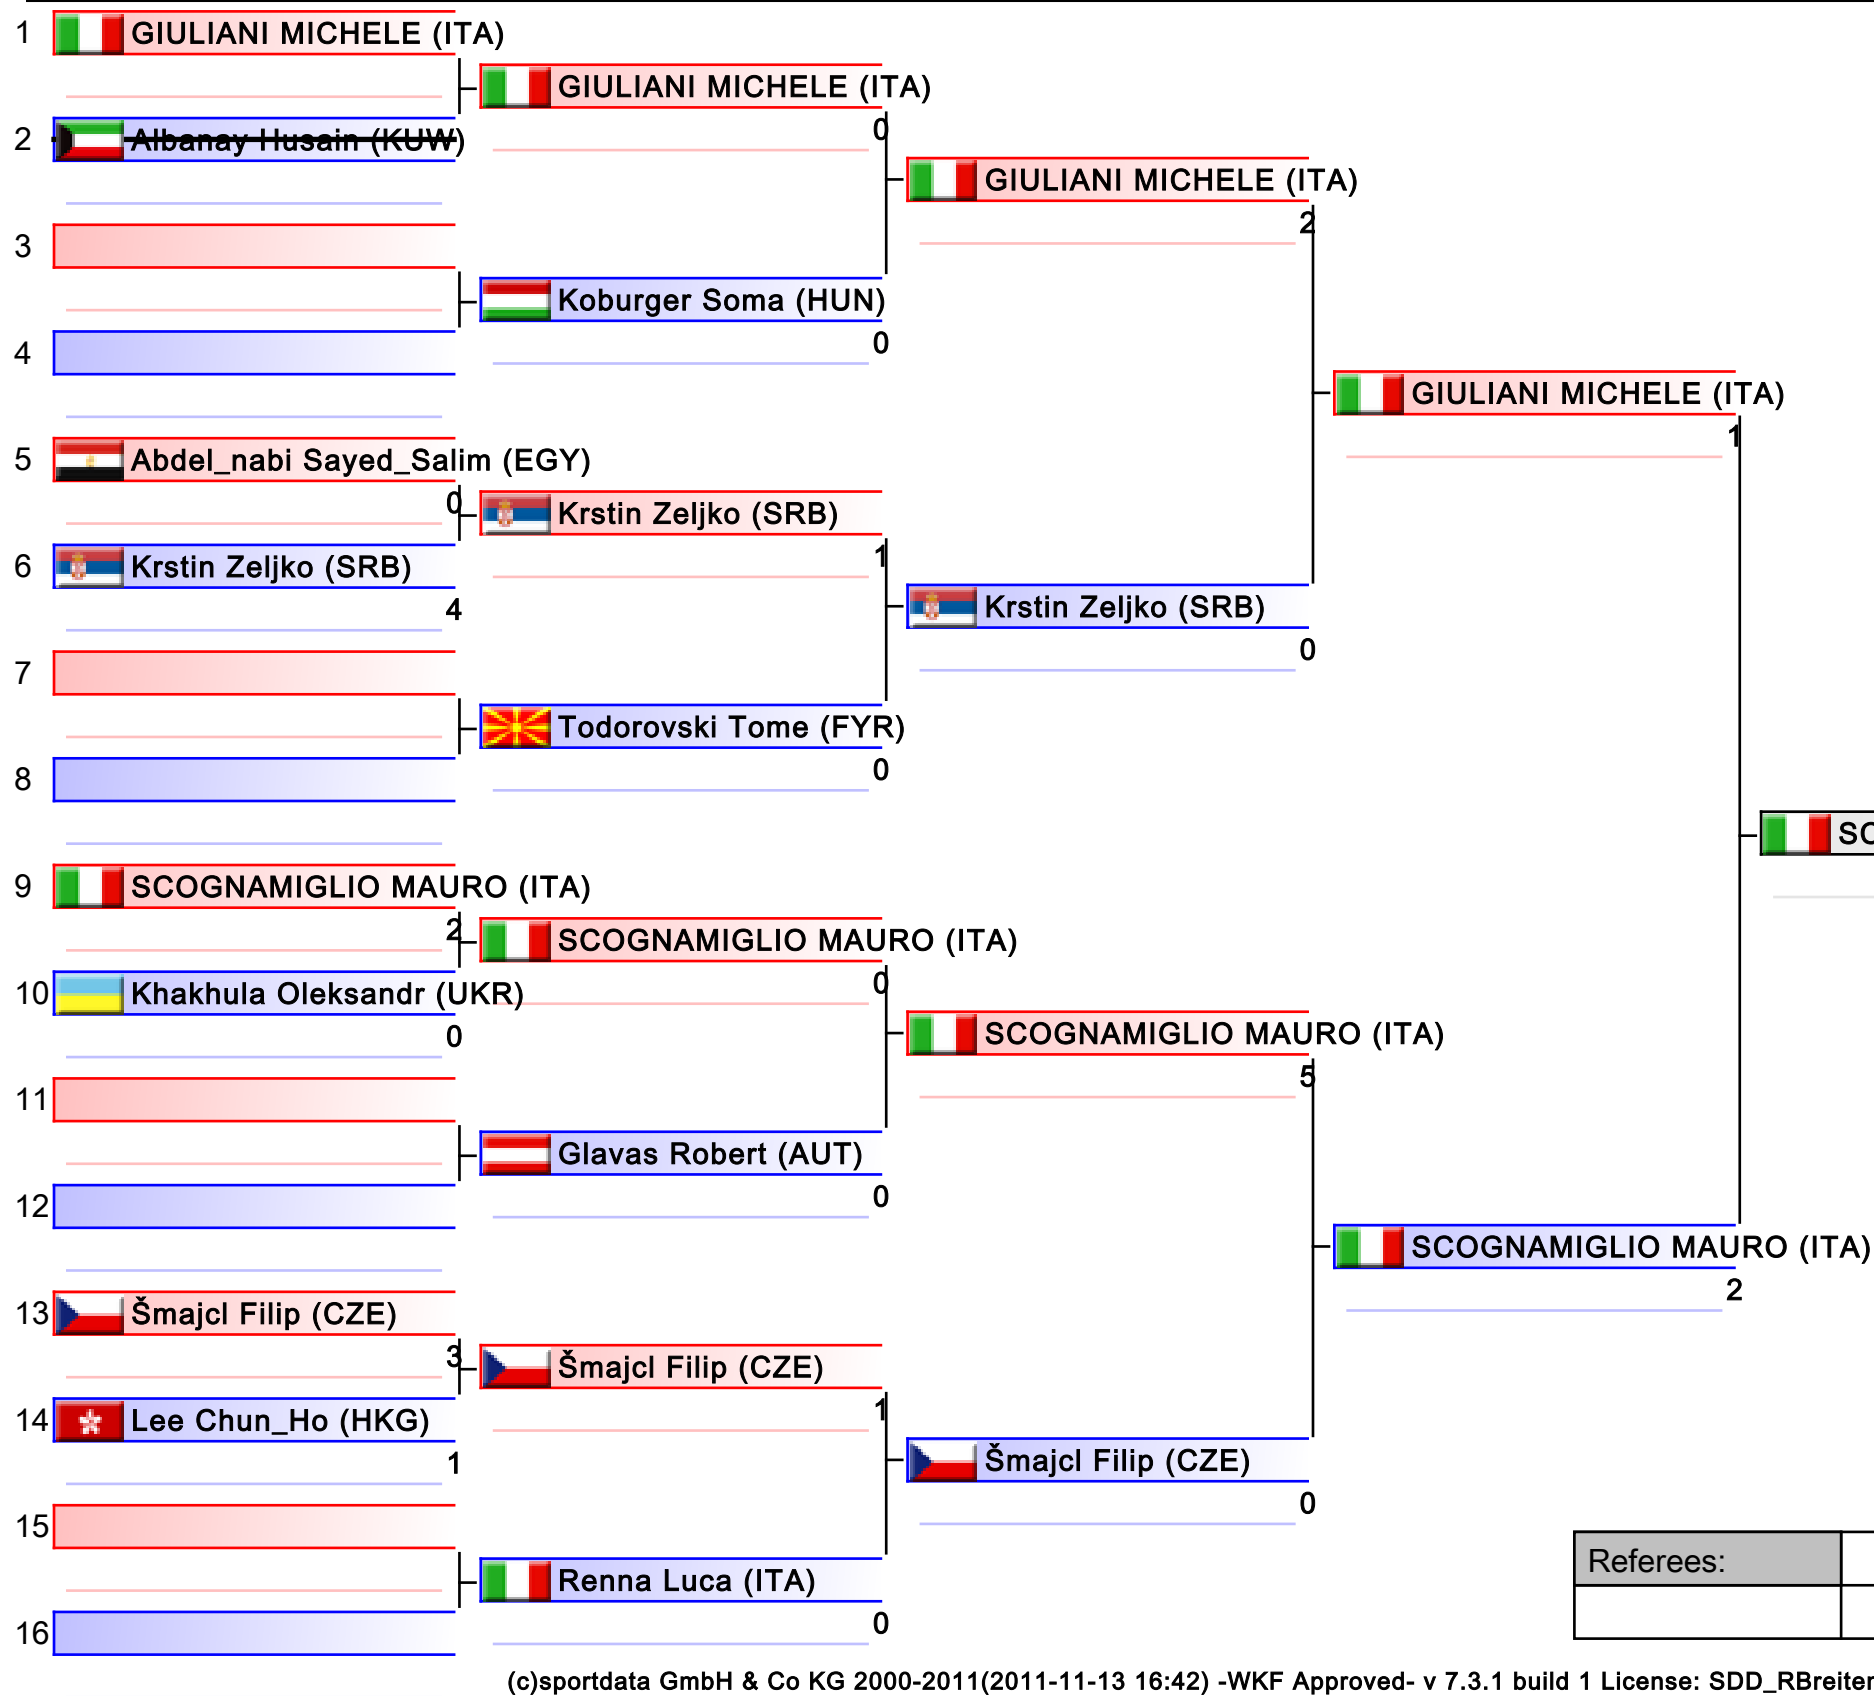 1 GIULIANI MICHELE (ITA)
GIULIANI MICHELE (ITA)
0
2 Albanay Husain (KUW)
GIULIANI MICHELE (ITA)
2
3
Koburger Soma (HUN)
0
4
GIULIANI MICHELE (ITA)
1
5 Abdel_nabi Sayed_Salim (EGY)
0
Krstin Zeljko (SRB)
1
6 Krstin Zeljko (SRB)
4
Krstin Zeljko (SRB)
0
7
Todorovski Tome (FYR)
0
8
SC
9 SCOGNAMIGLIO MAURO (ITA)
2
SCOGNAMIGLIO MAURO (ITA)
0
10 Khakhula Oleksandr (UKR)
0
SCOGNAMIGLIO MAURO (ITA)
5
11
Glavas Robert (AUT)
0
12
SCOGNAMIGLIO MAURO (ITA)
2
13 Šmajcl Filip (CZE)
3
Šmajcl Filip (CZE)
1
14 Lee Chun_Ho (HKG)
1
Šmajcl Filip (CZE)
0
15
Renna Luca (ITA)
0
16
Referees:
(c)sportdata GmbH & Co KG 2000-2011(2011-11-13 16:42) -WKF Approved- v 7.3.1 build 1 License: SDD_RBreiten